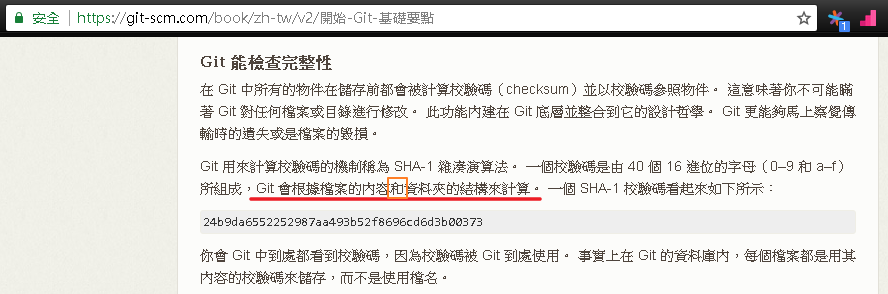 安全 https://git-scm.com/book/zh-tw/v2/開始-Git-基礎要點
1
Git 能檢查完整性
在 Git 中所有的物件在儲存前都會被計算校驗碼（checksum）並以校驗碼參照物件。 這意味著你不可能瞞
著 Git 對任何檔案或目錄進行修改。 此功能內建在 Git 底層並整合到它的設計哲學。 Git 更能夠馬上察覺傳
輸時的遺失或是檔案的毀損。
Git 用來計算校驗碼的機制稱為 SHA-1 雜湊演算法。 一個校驗碼是由 40 個 16 進位的字母（0–9 和 a–f）
所組成，Git 會根據檔案的內容和資料夾的結構來計算。 一個 SHA-1 校驗碼看起來如下所示：
24b9da6552252987aa493b52f8696cd6d3b00373
你會 Git 中到處都看到校驗碼，因為校驗碼被 Git 到處使用。 事實上在 Git 的資料庫內，每個檔案都是用其
內容的校驗碼來儲存，而不是使用檔名。